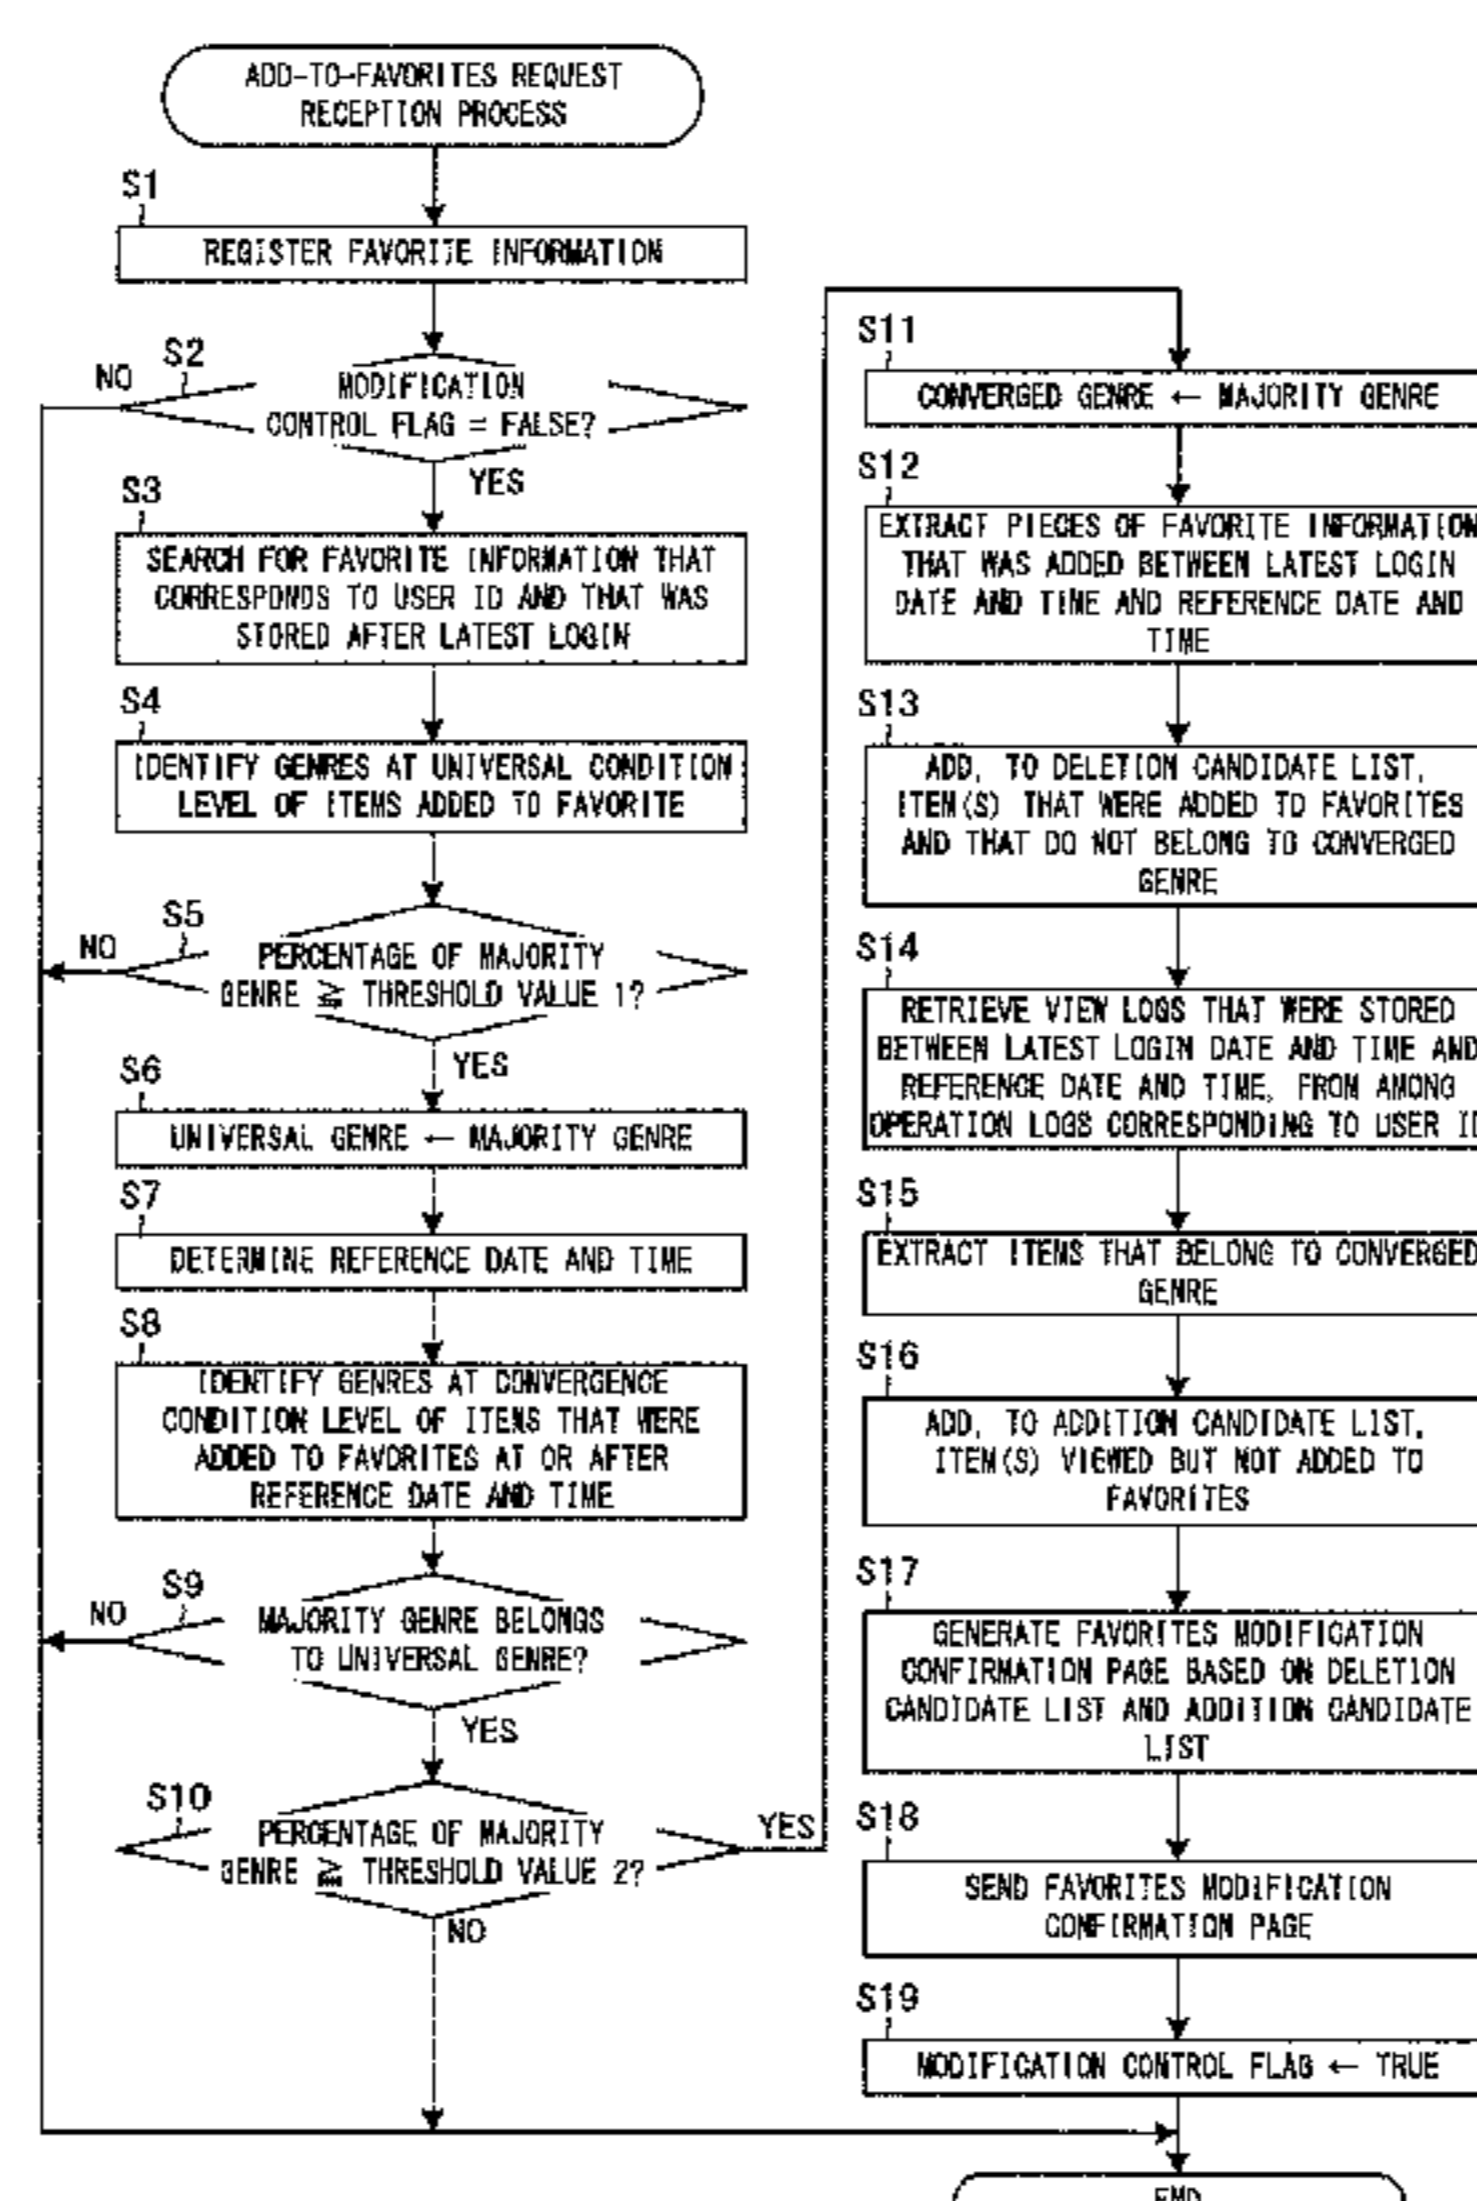 ADD-TO-FAVORITES REQUEST
RECEPTION PROCESS
S1
REGISTER FAVORITE INFORMATION
S2
NO
MODIFICATION
CONTROL FLAG = FALSE?
YES
S3
SEARCH FOR FAVORITE INFORMATION THAT
CORRESPONDS TO USER ID AND THAT WAS
STORED AFTER LATEST LOGIN
S4
IDENTIFY GENRES AT UNIVERSAL CONDITION
LEVEL OF ITEMS ADDED TO FAVORITE
S5
NO
PERCENTAGE OF MAJORITY
GENRE ≧ THRESHOLD VALUE 1?
YES
S6
UNIVERSAL GENRE ← MAJORITY GENRE
S7
DETERMINE REFERENCE DATE AND TIME
S8
IDENTIFY GENRES AT CONVERGENCE
CONDITION LEVEL OF ITEMS THAT WERE
ADDED TO FAVORITES AT OR AFTER
REFERENCE DATE AND TIME
S9
NO
MAJORITY GENRE BELONGS
TO UNIVERSAL GENRE?
YES
S10
PERCENTAGE OF MAJORITY
GENRE ≧ THRESHOLD VALUE 2?
YES
NO
S11
CONVERGED GENRE ← MAJORITY GENRE
S12
EXTRACT PIECES OF FAVORITE INFORMATION
THAT WAS ADDED BETWEEN LATEST LOGIN
DATE AND TIME AND REFERENCE DATE AND
TIME
S13
ADD, TO DELETION CANDIDATE LIST,
ITEM(S) THAT WERE ADDED TO FAVORITES
AND THAT DO NOT BELONG TO CONVERGED
GENRE
S14
RETRIEVE VIEW LOGS THAT WERE STORED
BETWEEN LATEST LOGIN DATE AND TIME AND
REFERENCE DATE AND TIME, FROM AMONG
OPERATION LOGS CORRESPONDING TO USER ID
S15
EXTRACT ITEMS THAT BELONG TO CONVERGED
GENRE
S16
ADD, TO ADDITION CANDIDATE LIST,
ITEM(S) VIEWED BUT NOT ADDED TO
FAVORITES
S17
GENERATE FAVORITES MODIFICATION
CONFIRMATION PAGE BASED ON DELETION
CANDIDATE LIST AND ADDITION CANDIDATE
LIST
S18
SEND FAVORITES MODIFICATION
CONFIRMATION PAGE
S19
MODIFICATION CONTROL FLAG ← TRUE
END